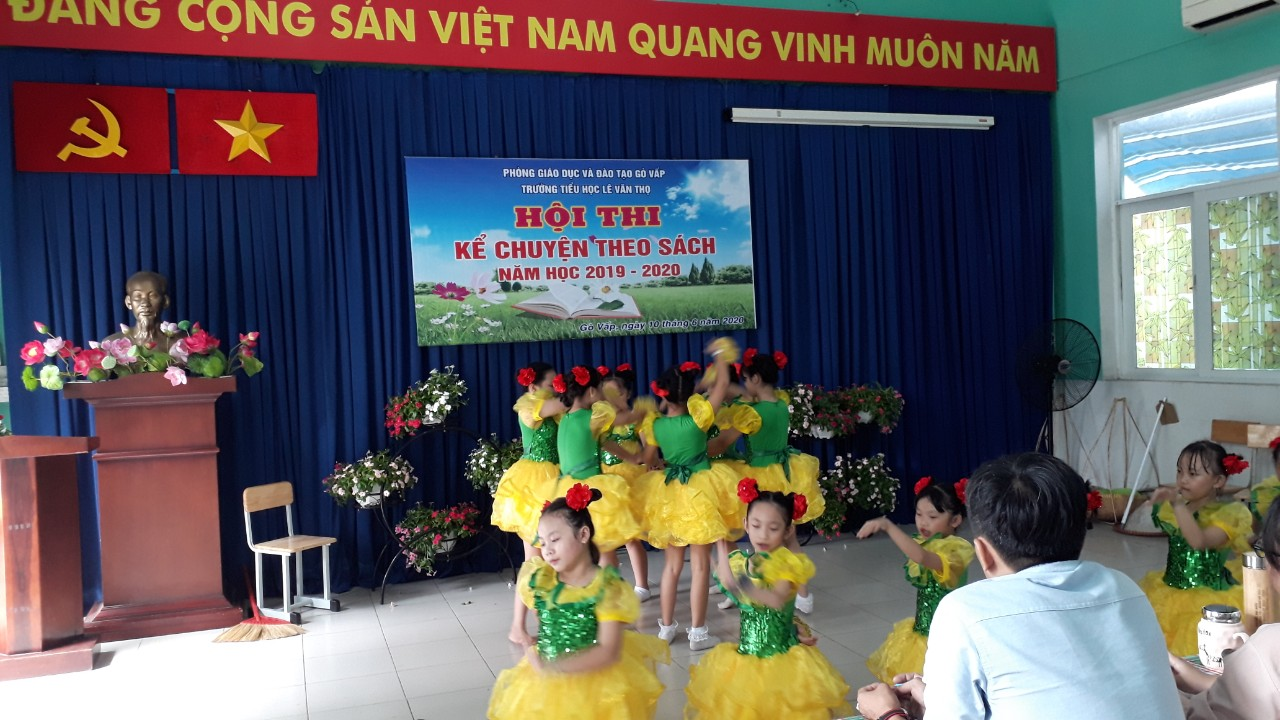 ĐẢNG CỘNG SẢN VIỆT NAM QUANG VINH MUÔN NĂM
PHÒNG GIÁO DỤC VÀ ĐÀO TẠO GÒ VẤP
TRƯỜNG TIỂU HỌC LÊ VĂN THỌ
HỘI THI
KỂ CHUYỆN THEO SÁCH
NĂM HỌC 2019 - 2020
Gò Vấp, ngày 10 tháng 6 năm 2020